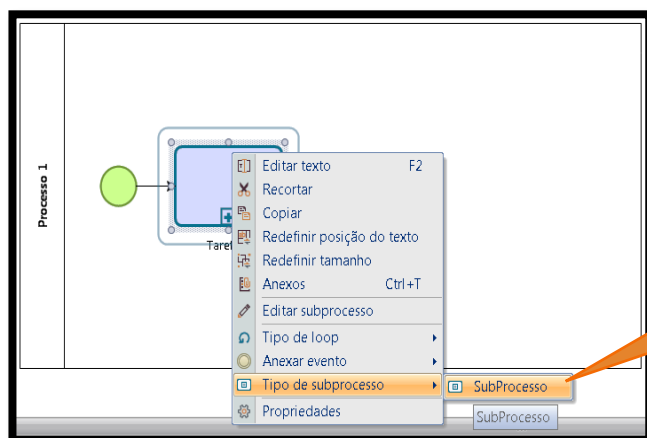 Processo 1
Taref
Editar texto F2
Recortar
Copiar
Redefinir posição do texto
Redefinir tamanho
Anexos Ctrl+T
Editar subprocesso
Tipo de loop
Anexar evento
Tipo de subprocesso
SubProcesso
Propriedades
SubProcesso